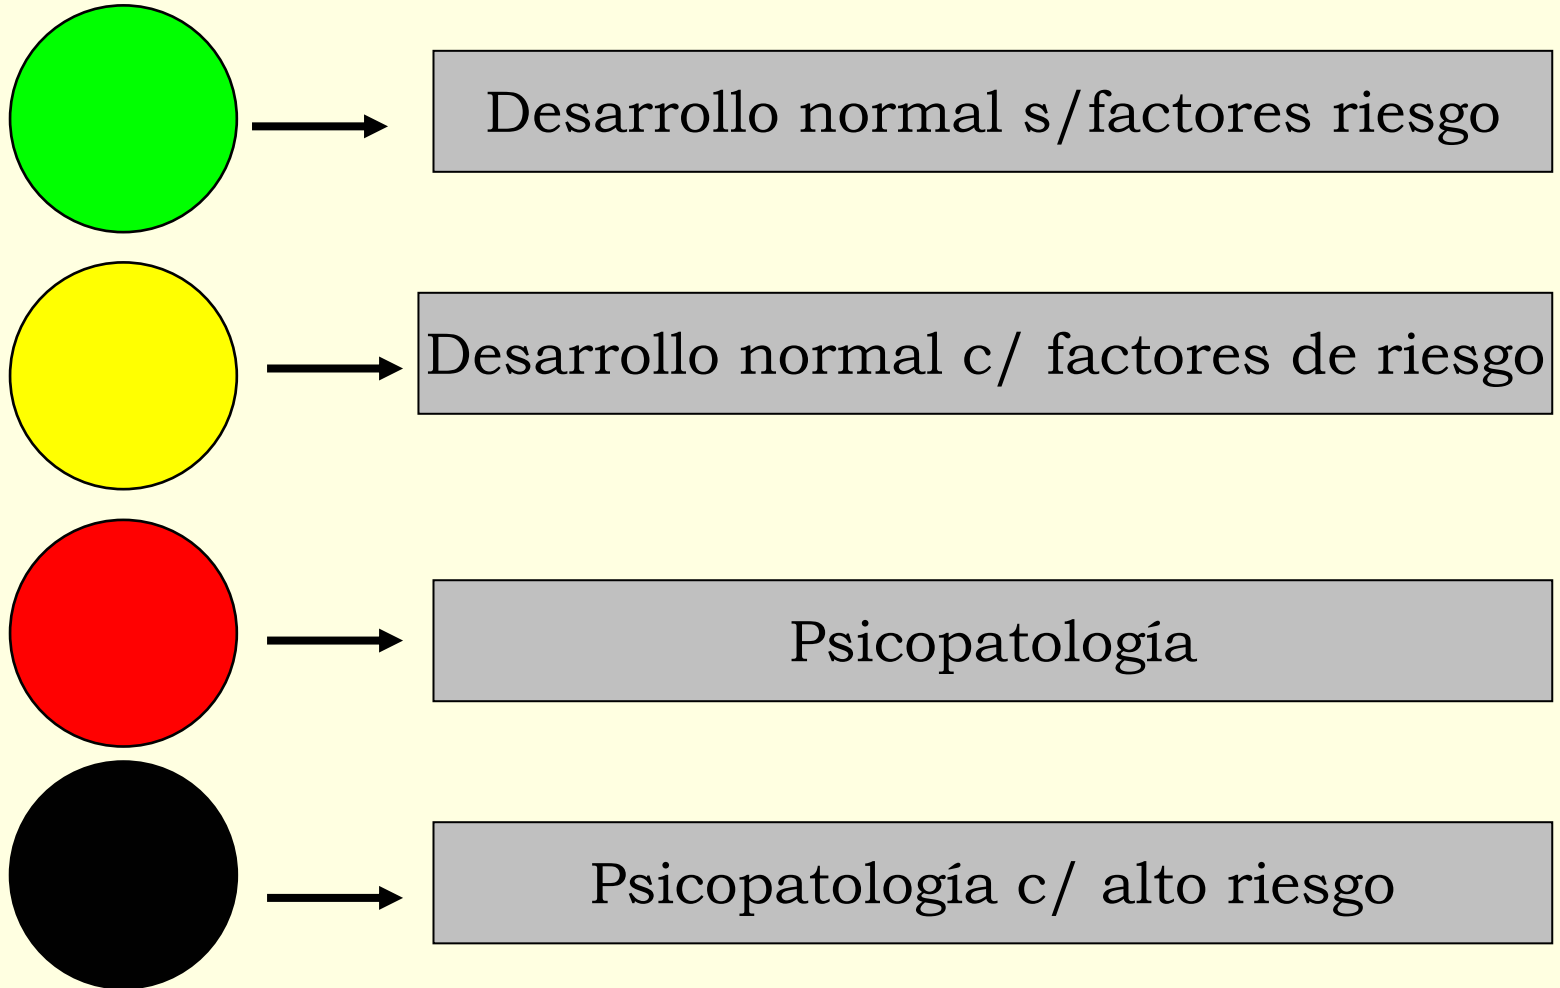 Desarrollo normal s/factores riesgo
Desarrollo normal c/ factores de riesgo
Psicopatología
Psicopatología c/ alto riesgo